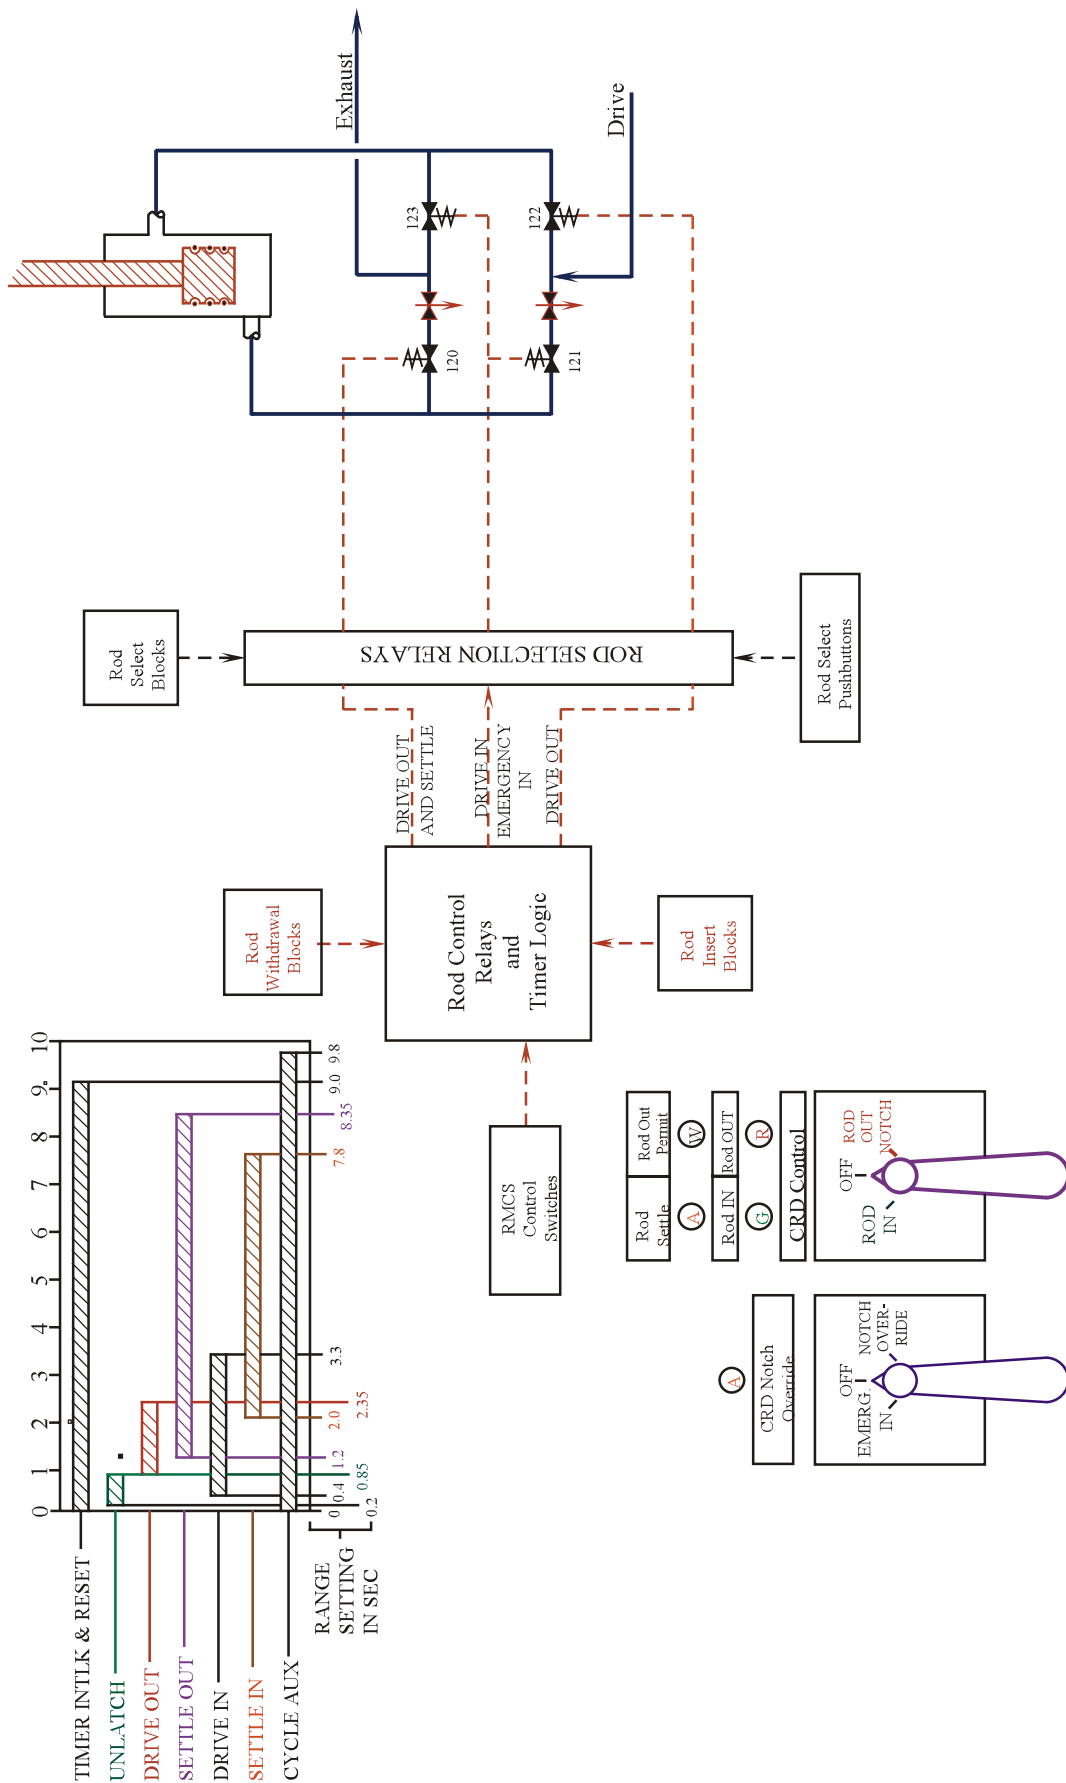 0
1
2
3
4
5
6
7
8
9
10
TIMER INTLK & RESET
UNLATCH
DRIVE OUT
SETTLE OUT
DRIVE IN
SETTLE IN
CYCLE AUX
RANGE
SETTING
IN SEC
0
0.2
0.4
0.85
1.2
2.0
2.35
3.3
7.8
8.35
9.0
9.8
Rod
Withdrawal
Blocks
Rod Control
Relays
and
Timer Logic
Rod
Insert
Blocks
RMCS
Control
Switches
DRIVE OUT
AND SETTLE
DRIVE IN
EMERGENCY
IN
DRIVE OUT
Rod
Select
Blocks
ROD SELECTION RELAYS
Rod Select
Pushbuttons
120
121
122
123
Exhaust
Drive
Rod
Settle
Rod Out
Permit
A
W
Rod IN
Rod OUT
G
R
CRD Control
ROD
IN
OFF
ROD
OUT
NOTCH
A
CRD Notch
Override
EMERG.
IN
OFF
NOTCH
OVER-
RIDE